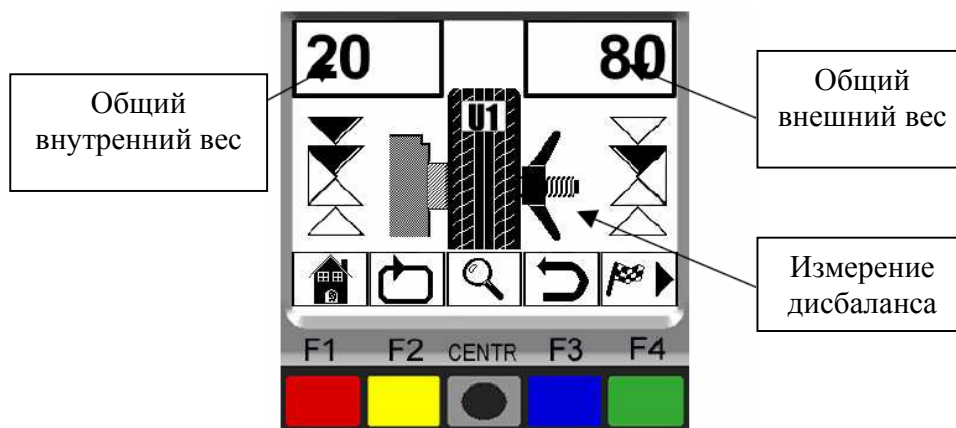 20
80
Общий
внутренний вес
Общий
внешний вес
U1
Измерение
дисбаланса
F1 F2 CENTR F3 F4